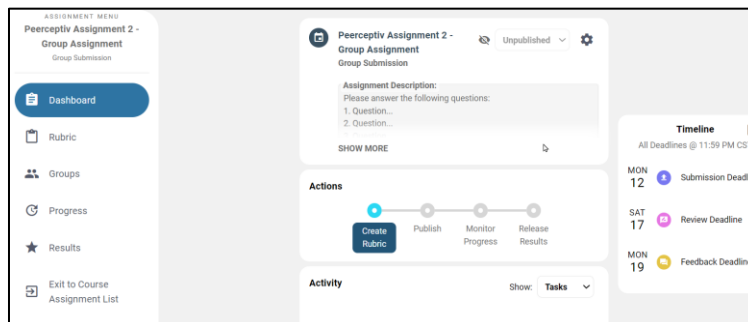 ASSIGNMENT MENU
Peerceptiv Assignment 2 -
Group Assignment
Group Submission
Dashboard
Rubric
Groups
Progress
Results
Exit to Course
Assignment List
Peerceptiv Assignment 2 -
Group Assignment
Group Submission
Unpublished
Assignment Description:
Please answer the following questions:
1. Question...
2. Question...
SHOW MORE
Actions
Create
Rubric
Publish
Monitor
Progress
Release
Results
Activity
Show: Tasks
Timeline
All Deadlines @ 11:59 PM CS
MON
12
Submission Deadl
SAT
17
Review Deadline
MON
19
Feedback Deadlin